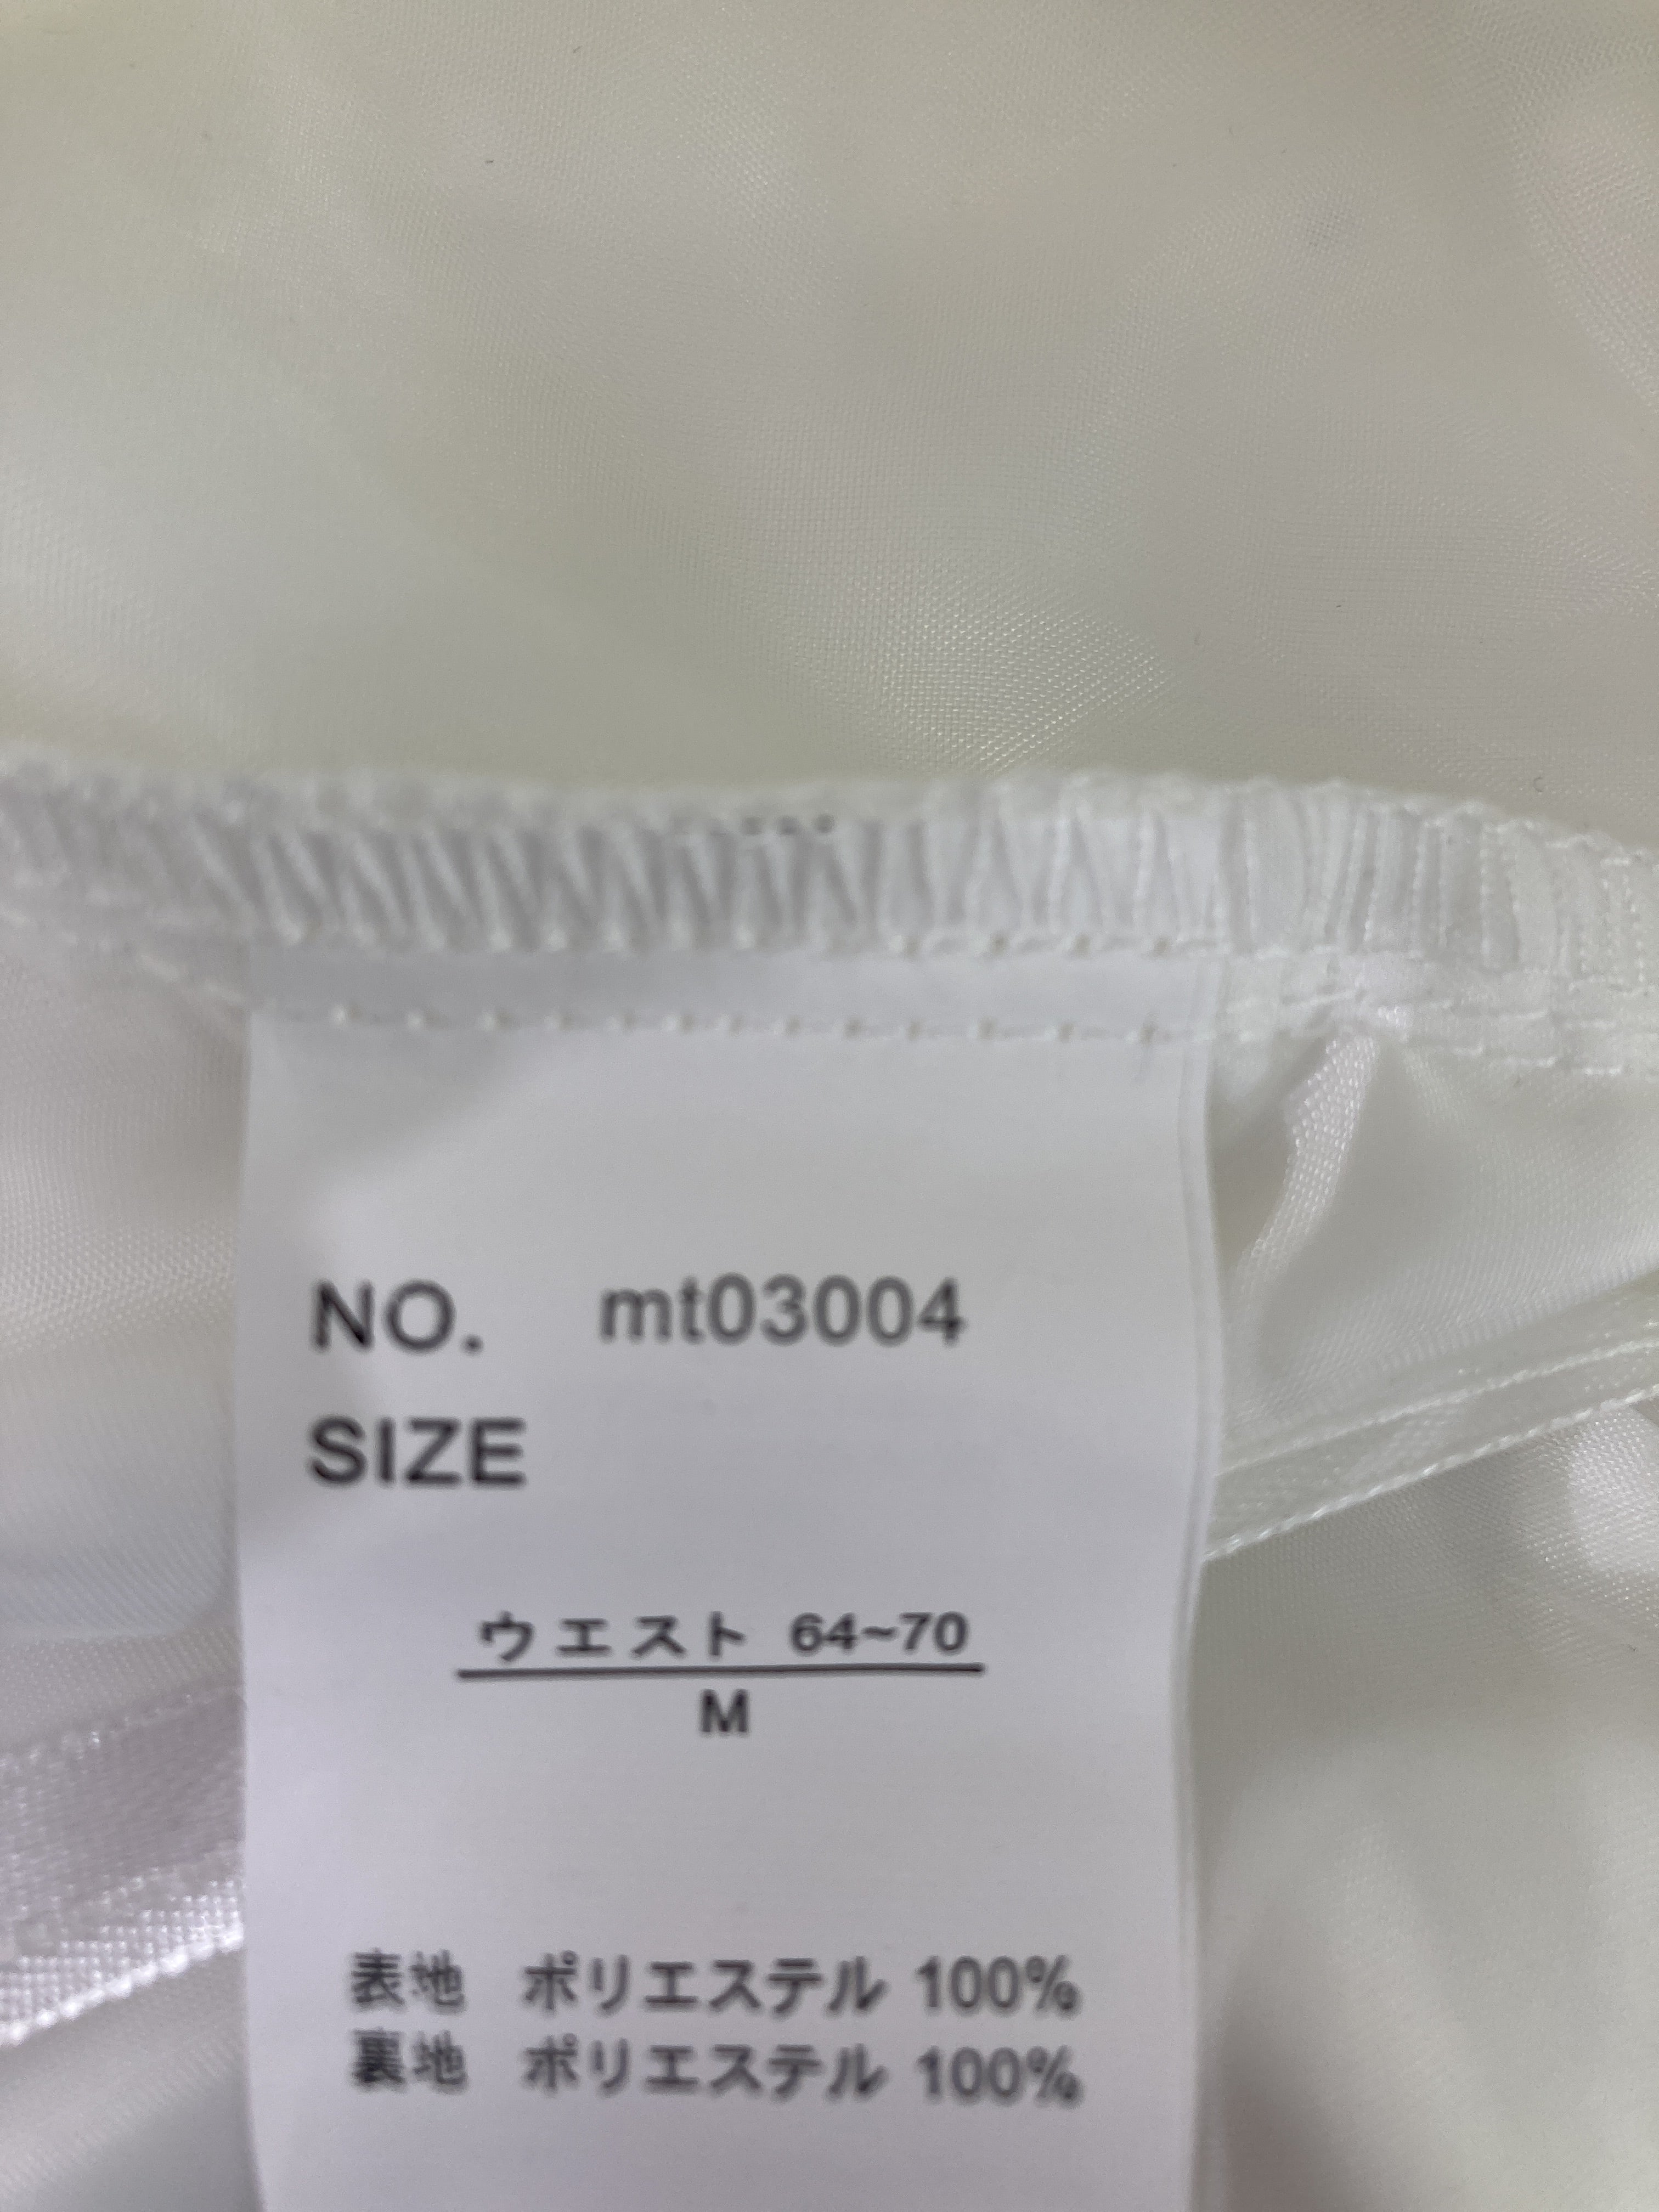 NO. mt03004
SIZE
ウエスト 64~70
M
表地 ポリエステル 100%
裏地 ポリエステル 100%